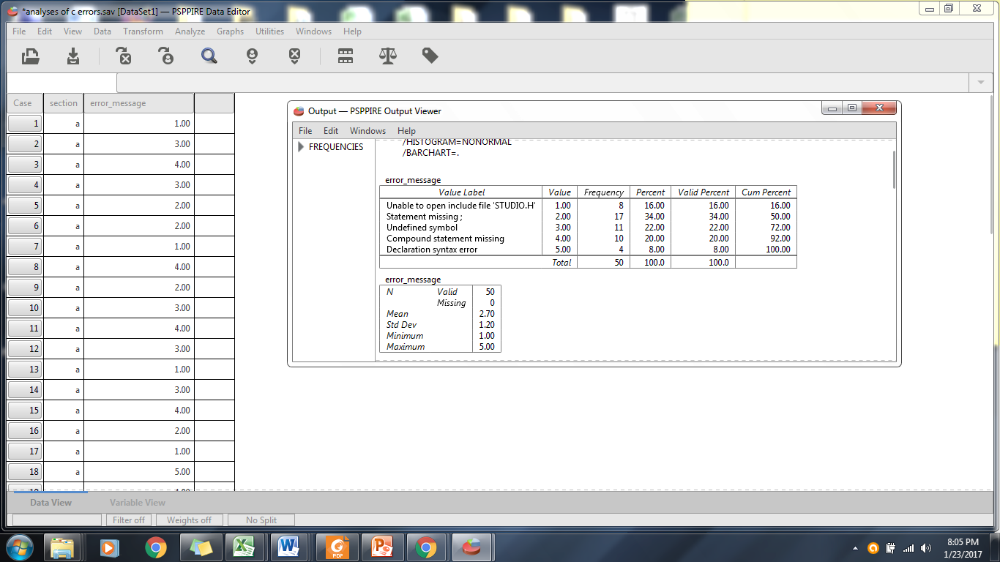 *analyses of c errors.sav [DataSet1] — PSPPIRE Data Editor
File Edit View Data Transform Analyze Graphs Utilities Windows Help
Case section error_message
1 a 1.00
2 a 3.00
3 a 4.00
4 a 3.00
5 a 2.00
6 a 2.00
7 a 1.00
8 a 4.00
9 a 2.00
10 a 3.00
11 a 4.00
12 a 3.00
13 a 1.00
14 a 3.00
15 a 4.00
16 a 2.00
17 a 1.00
18 a 5.00
Data View Variable View
Filter off Weights off No Split
Output — PSPPIRE Output Viewer
File Edit Windows Help
FREQUENCIES
/HISTOGRAM=NONORMAL
/BARCHART=.
error_message
Value Label Value Frequency Percent Valid Percent Cum Percent
Unable to open include file 'STUDIO.H' 1.00 8 16.00 16.00 16.00
Statement missing ; 2.00 17 34.00 34.00 50.00
Undefined symbol 3.00 11 22.00 22.00 72.00
Compound statement missing 4.00 10 20.00 20.00 92.00
Declaration syntax error 5.00 4 8.00 8.00 100.00
Total 50 100.0 100.0
error_message
N Valid 50
Missing 0
Mean 2.70
Std Dev 1.20
Minimum 1.00
Maximum 5.00
PDF
8:05 PM
1/23/2017